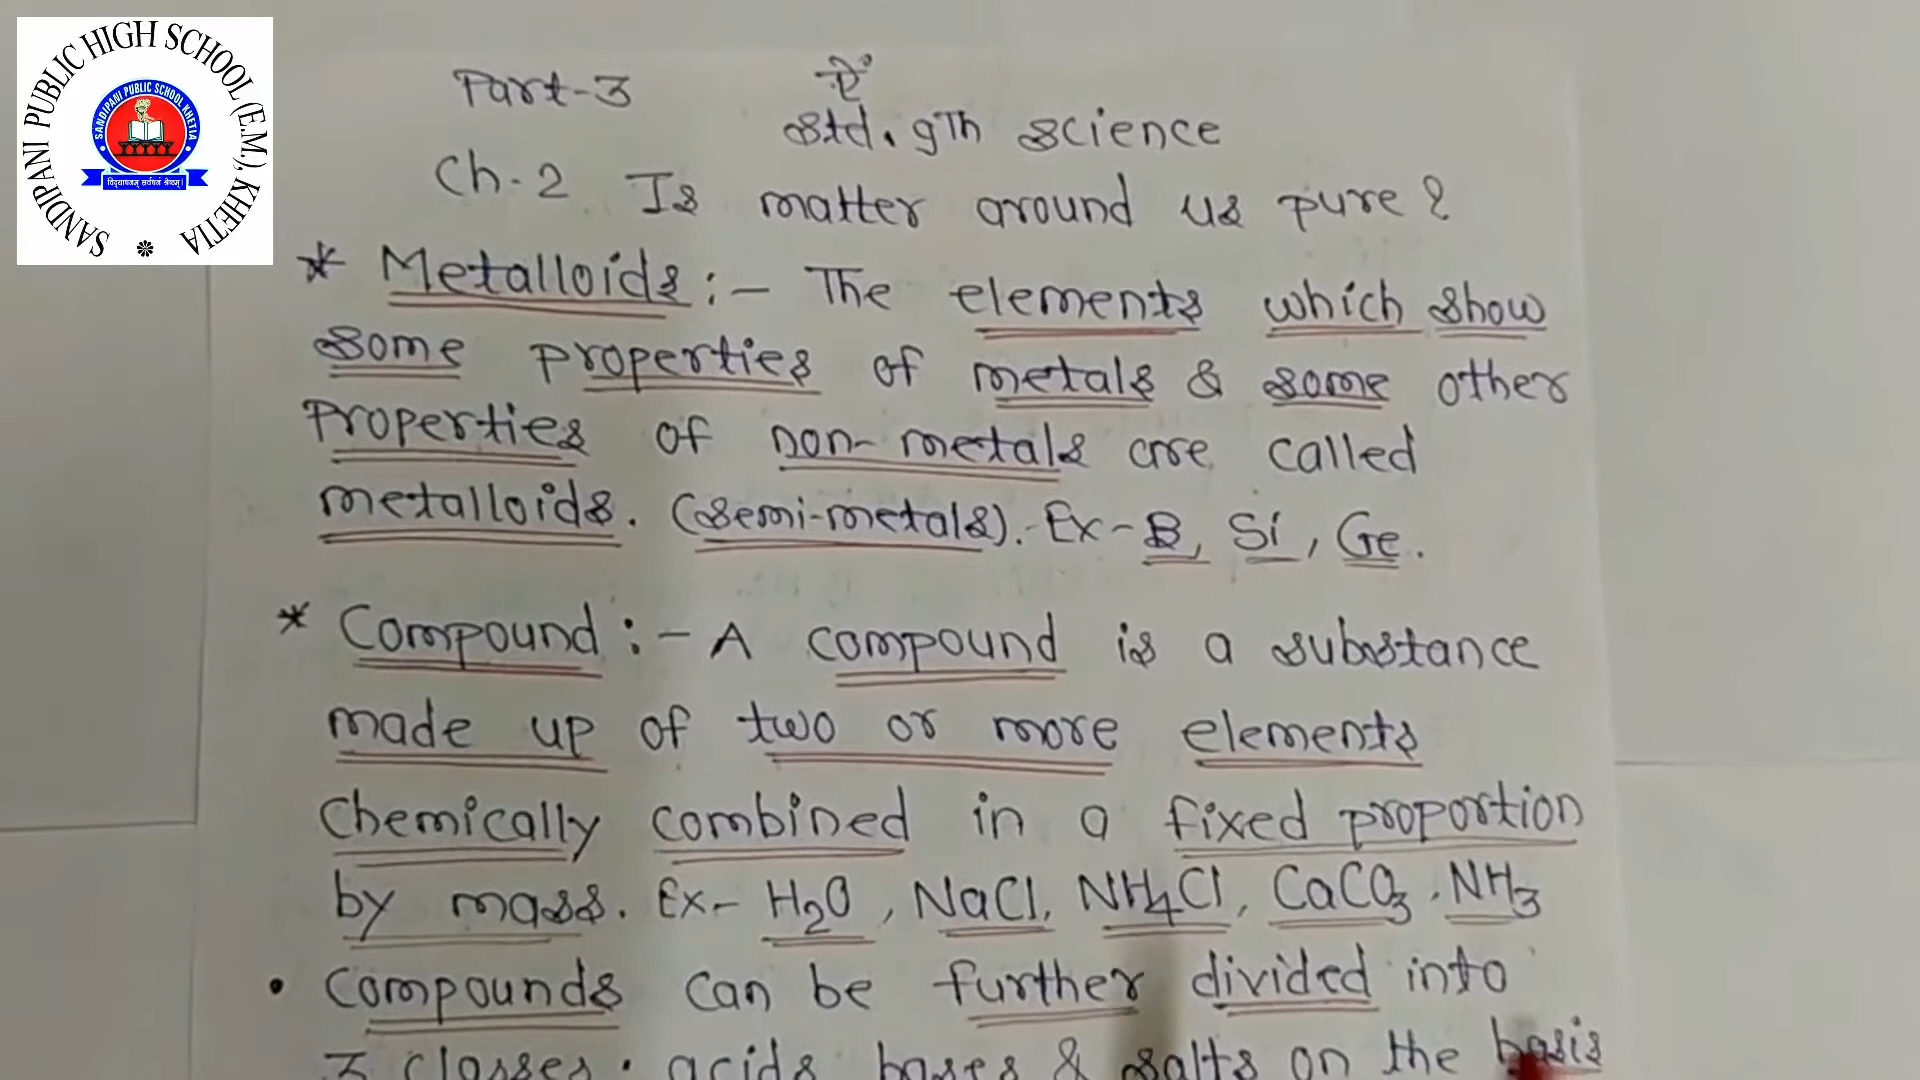 SANDIPANI PUBLIC HIGH SCHOOL (E.M.), KHETIA
SANDIPANI PUBLIC SCHOOL KHETIA
Part-3
ऐं
Std. 9th Science
Ch-2 Is matter around us pure?
* Metalloids :- The elements which show
some properties of metals & some other
Properties of non-metals are called
metalloids. (semi-metals). Ex- B, Si, Ge.
* Compound :- A compound is a substance
made up of two or more elements
Chemically combined in a fixed proportion
by mass. Ex- H2O, NaCl, NH4Cl, CaCO3, NH3
• Compounds can be further divided into
3 classes. acids bases & salts on the basis